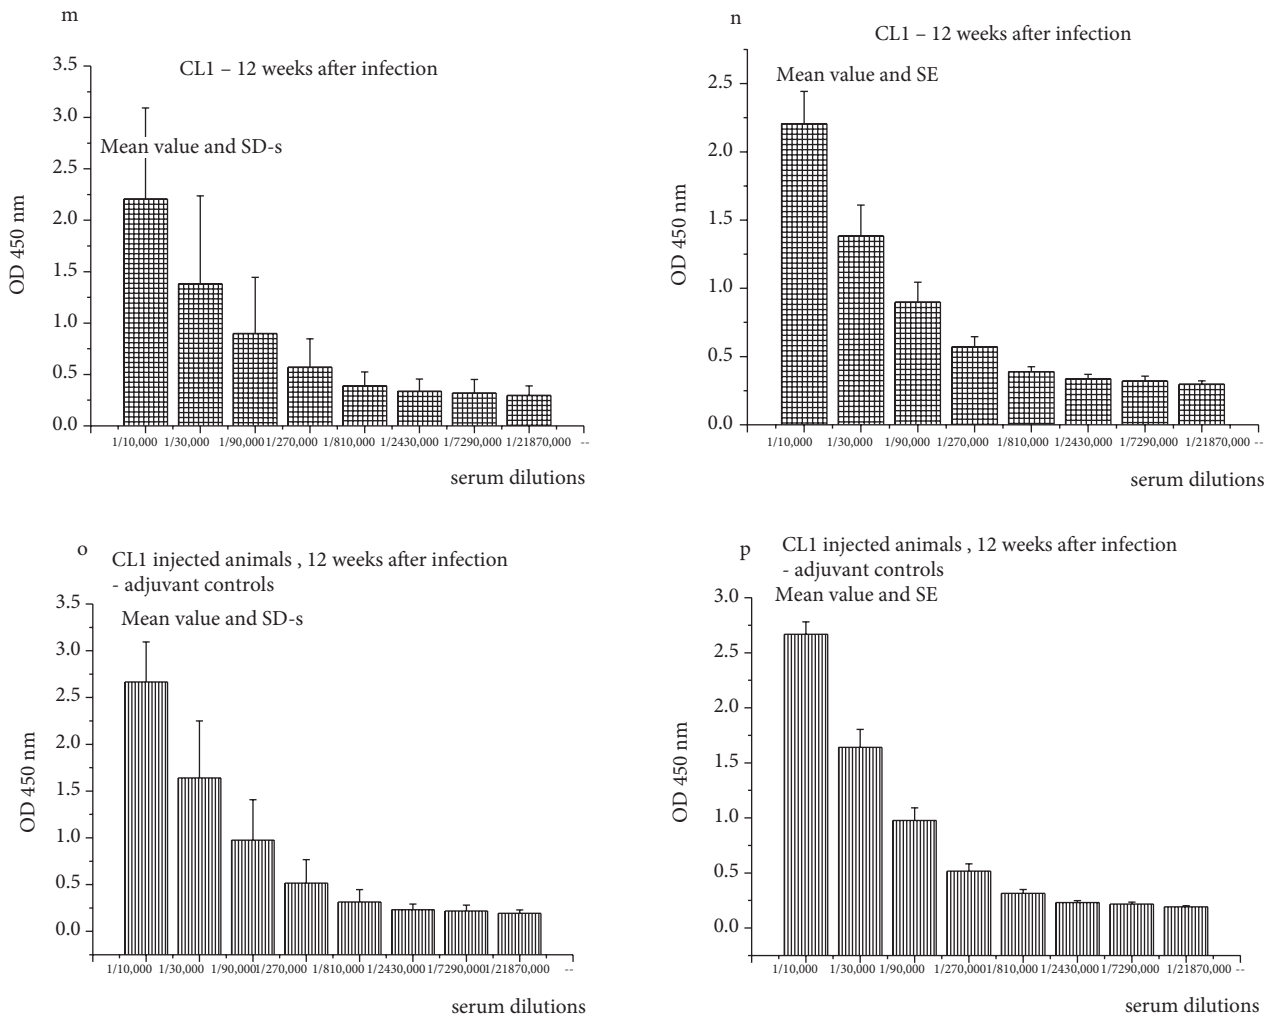 m
CL1 – 12 weeks after infection
Mean value and SD-s
3.5
3.0
2.5
2.0
1.5
1.0
0.5
0.0
OD 450 nm
1/10,000 1/30,000 1/90,000 1/270,000 1/810,000 1/2430,000 1/7290,000 1/21870,000 --
serum dilutions
n
CL1 – 12 weeks after infection
Mean value and SE
2.5
2.0
1.5
1.0
0.5
0.0
OD 450 nm
1/10,000 1/30,000 1/90,000 1/270,000 1/810,000 1/2430,000 1/7290,000 1/21870,000 --
serum dilutions
o
CL1 injected animals , 12 weeks after infection
- adjuvant controls
Mean value and SD-s
3.5
3.0
2.5
2.0
1.5
1.0
0.5
0.0
OD 450 nm
1/10,000 1/30,000 1/90,000 1/270,000 1/810,000 1/2430,000 1/7290,000 1/21870,000 --
serum dilutions
p
CL1 injected animals , 12 weeks after infection
- adjuvant controls
Mean value and SE
3.0
2.5
2.0
1.5
1.0
0.5
0.0
OD 450 nm
1/10,000 1/30,000 1/90,000 1/270,000 1/810,000 1/2430,000 1/7290,000 1/21870,000 --
serum dilutions